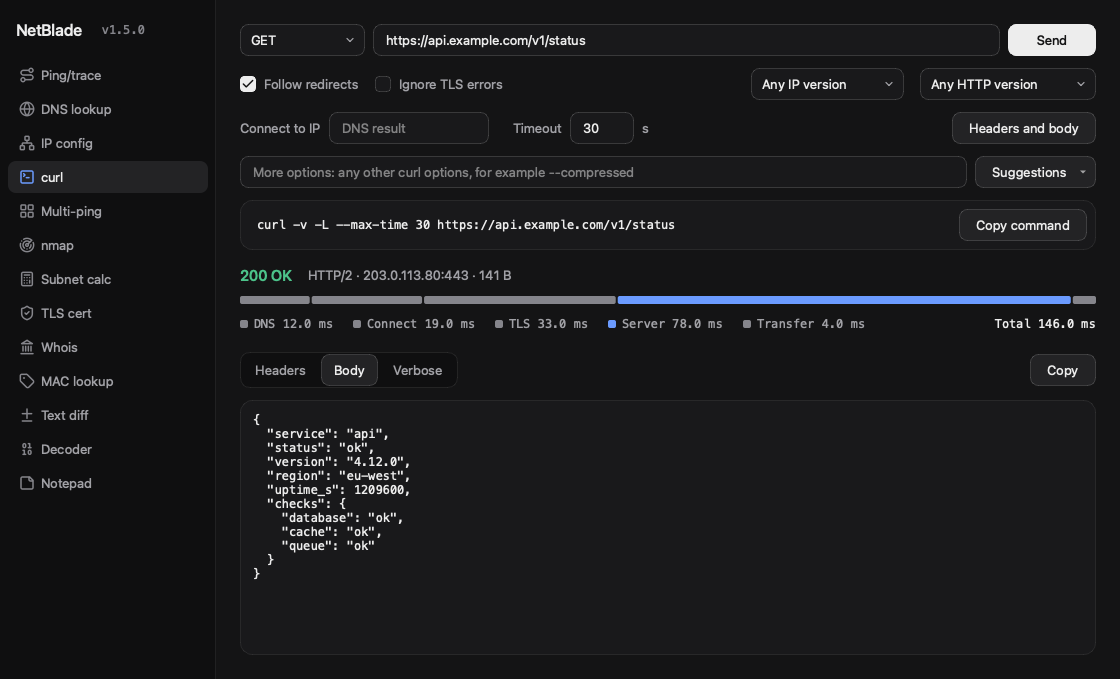 NetBlade v1.5.0
Ping/trace
DNS lookup
IP config
curl
Multi-ping
nmap
Subnet calc
TLS cert
Whois
MAC lookup
Text diff
Decoder
Notepad
GET https://api.example.com/v1/status Send
Follow redirects Ignore TLS errors Any IP version Any HTTP version
Connect to IP DNS result Timeout 30 s Headers and body
More options: any other curl options, for example --compressed Suggestions
curl -v -L --max-time 30 https://api.example.com/v1/status Copy command
200 OK HTTP/2 · 203.0.113.80:443 · 141 B
DNS 12.0 ms Connect 19.0 ms TLS 33.0 ms Server 78.0 ms Transfer 4.0 ms Total 146.0 ms
Headers Body Verbose Copy
{
  "service": "api",
  "status": "ok",
  "version": "4.12.0",
  "region": "eu-west",
  "uptime_s": 1209600,
  "checks": {
    "database": "ok",
    "cache": "ok",
    "queue": "ok"
  }
}